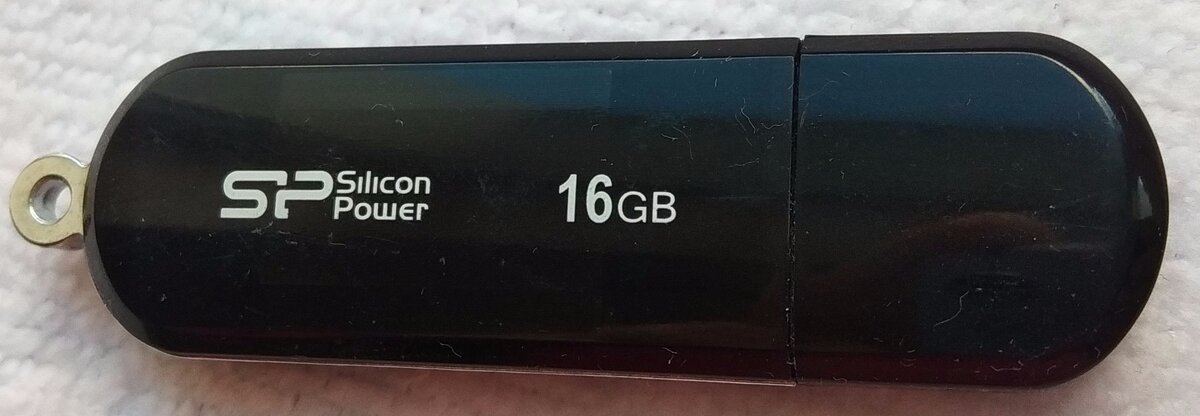 SP Silicon Power
16GB